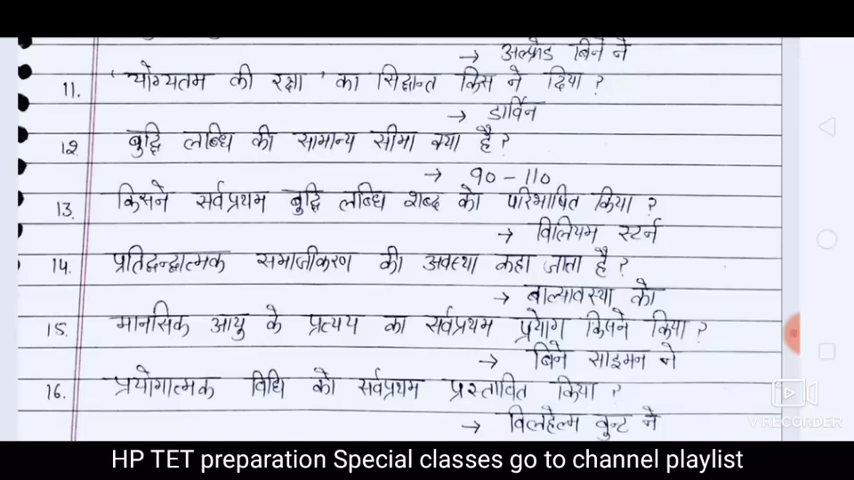 → अल्फ्रेड बिने ने
11. 'योग्यतम की रक्षा' का सिद्धान्त किस ने दिया?
→ डार्विन
12 बुद्धि लब्धि की सामान्य सीमा क्या है?
→ 90 - 110
13. किसने सर्वप्रथम बुद्धि लब्धि शब्द को परिभाषित किया?
→ विलियम स्टर्न
14. प्रतिद्वन्द्वात्मक समाजीकरण की अवस्था कहा जाता है?
→ बाल्यावस्था को
15. मानसिक आयु के प्रत्यय का सर्वप्रथम प्रयोग किसने किया?
→ बिने साइमन ने
16. प्रयोगात्मक विधि को सर्वप्रथम प्रस्तावित किया?
→ विलहेल्म वुन्ट ने
V RECORDER
HP TET preparation Special classes go to channel playlist